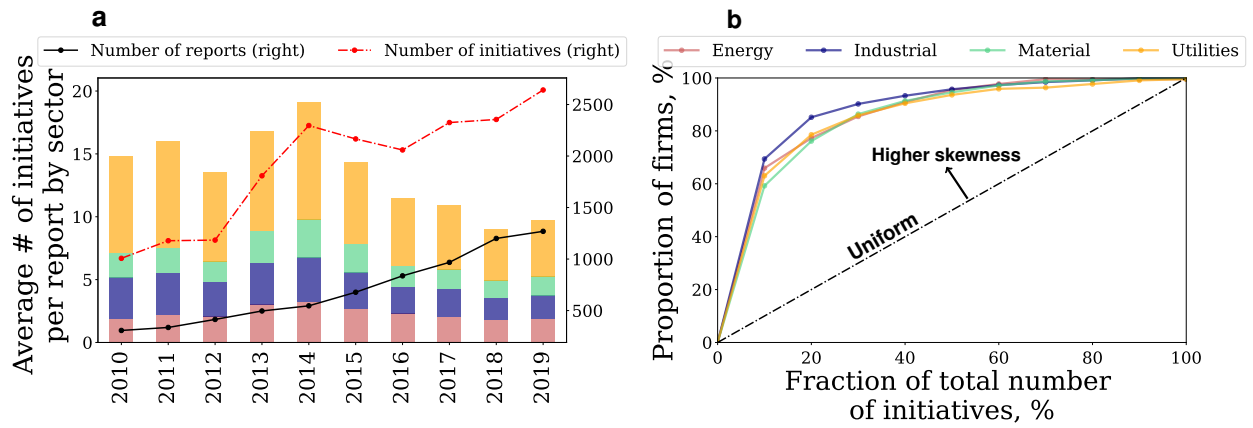 a
Number of reports (right)
Number of initiatives (right)
Average # of initiatives
per report by sector
20
15
10
5
0
2500
2000
1500
1000
500
2010
2011
2012
2013
2014
2015
2016
2017
2018
2019
b
Energy
Industrial
Material
Utilities
Proportion of firms, %
100
80
60
40
20
0
Higher skewness
Uniform
0
20
40
60
80
100
Fraction of total number
of initiatives, %